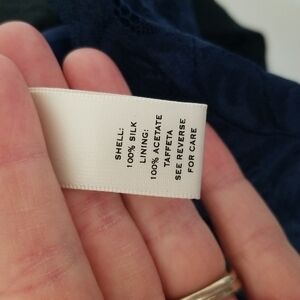 SHELL:
100% SILK
LINING:
100% ACETATE
TAFFETA
SEE REVERSE
FOR CARE